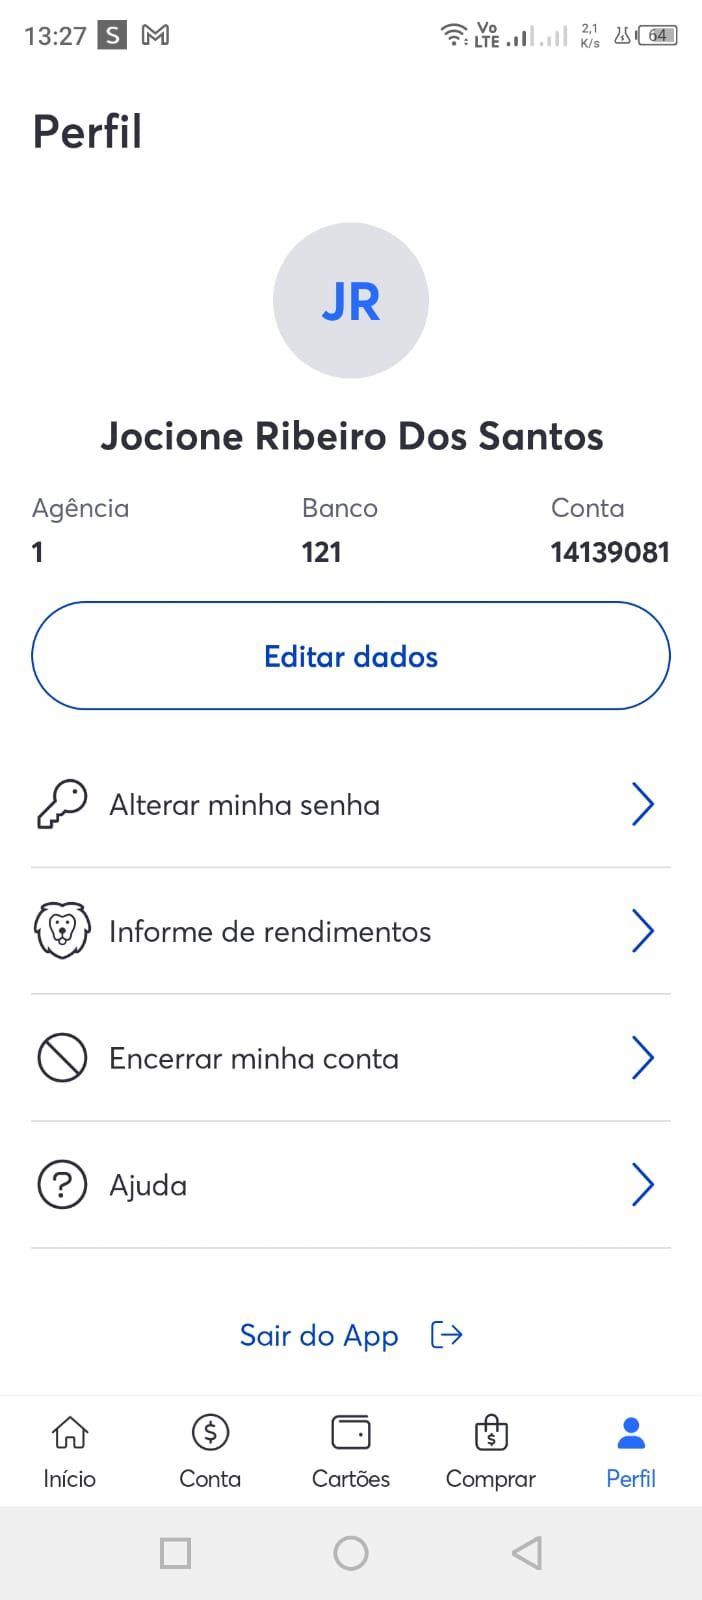 13:27 S M Vo LTE 2,1 K/s 64
Perfil
JR
Jocione Ribeiro Dos Santos
Agência Banco Conta
1 121 14139081
Editar dados
Alterar minha senha
Informe de rendimentos
Encerrar minha conta
? Ajuda
Sair do App
$ $
Início Conta Cartões Comprar Perfil